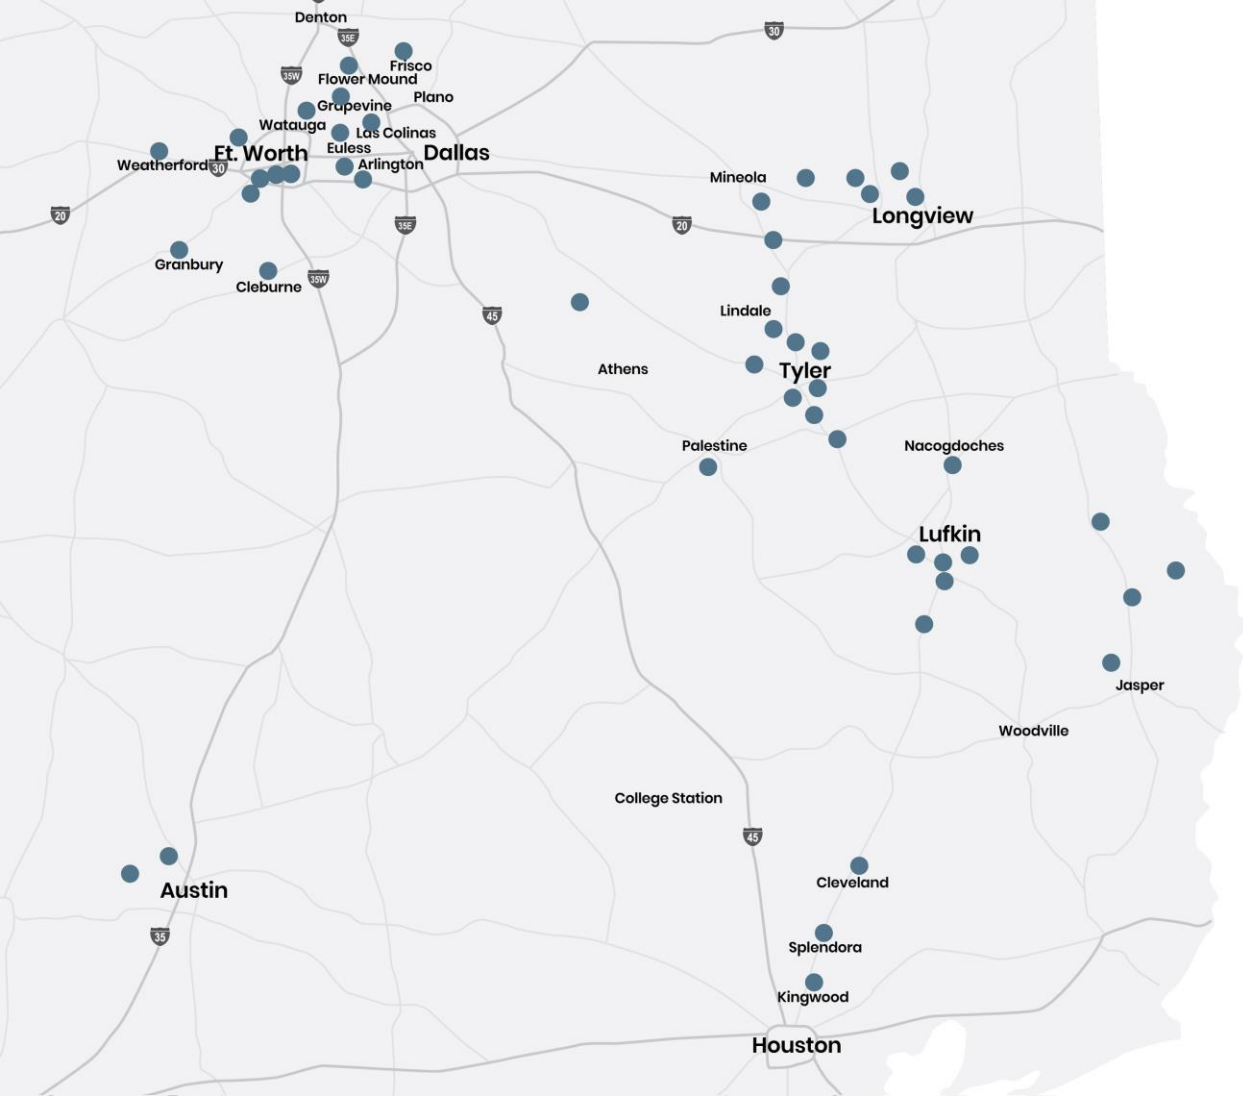 Denton
35E
30
Frisco
35W
Flower Mound
Plano
Grapevine
Watauga
Las Colinas
Euless
Ft. Worth
Dallas
Weatherford
30
Arlington
Mineola
20
Longview
35E
20
Granbury
35W
Cleburne
45
Lindale
Athens
Tyler
Palestine
Nacogdoches
Lufkin
Jasper
Woodville
College Station
45
Cleveland
Austin
35
Splendora
Kingwood
Houston